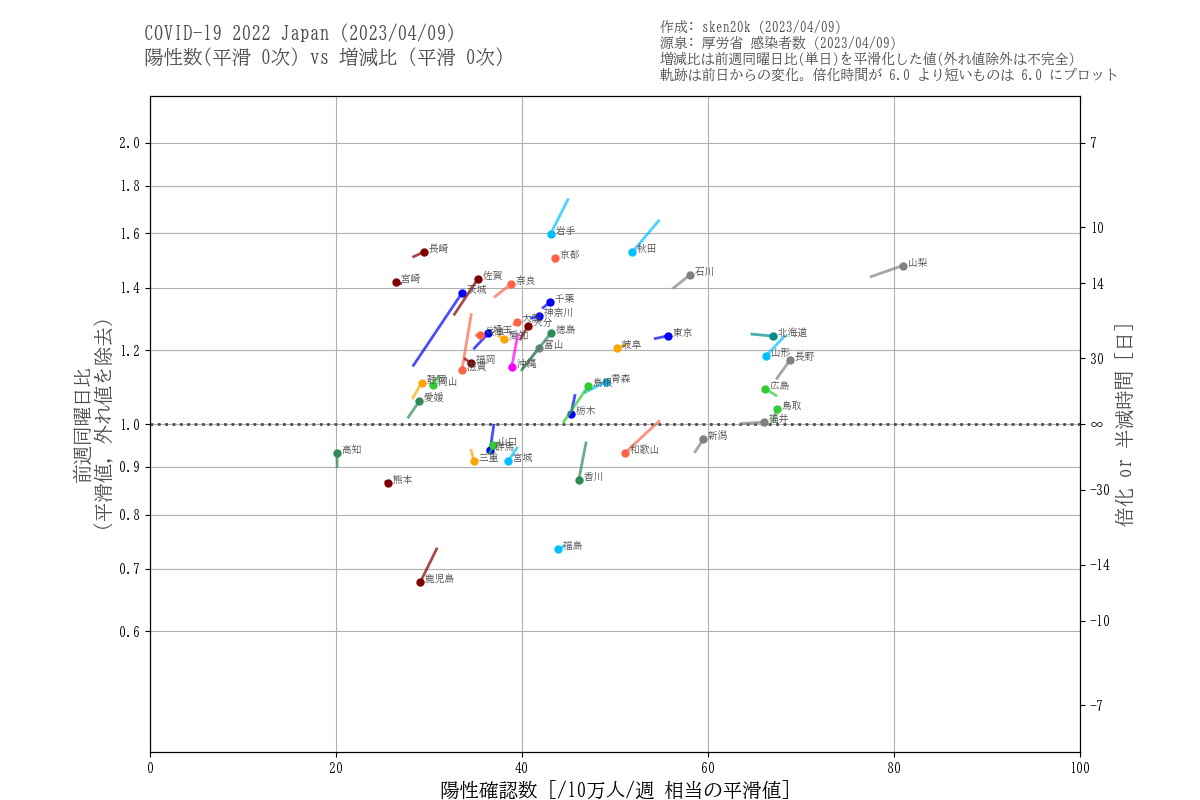 COVID-19 2022 Japan (2023/04/09)
陽性数(平滑 0次) vs 増減比 (平滑 0次)
作成: sken20k (2023/04/09)
源泉: 厚労省 感染者数 (2023/04/09)
増減比は前週同曜日比(単日)を平滑化した値(外れ値除外は不完全)
軌跡は前日からの変化。倍化時間が 6.0 より短いものは 6.0 にプロット
前週同曜日比
(平滑値, 外れ値を除去)
2.0
1.8
1.6
1.4
1.2
1.0
0.9
0.8
0.7
0.6
岩手
秋田
京都
長崎
山梨
石川
宮崎
佐賀
奈良
茨城
千葉
神奈川
大分
徳島
埼玉
愛知
東京
北海道
富山
岐阜
山形
長野
福岡
滋賀
沖縄
岡山
島根
青森
広島
愛媛
鳥取
栃木
福井
新潟
山口
群馬
高知
三重
宮城
和歌山
熊本
香川
福島
鹿児島
7
10
14
30
∞
-30
-14
-10
-7
倍化 or 半減時間 [日]
0
20
40
60
80
100
陽性確認数 [/10万人/週 相当の平滑値]